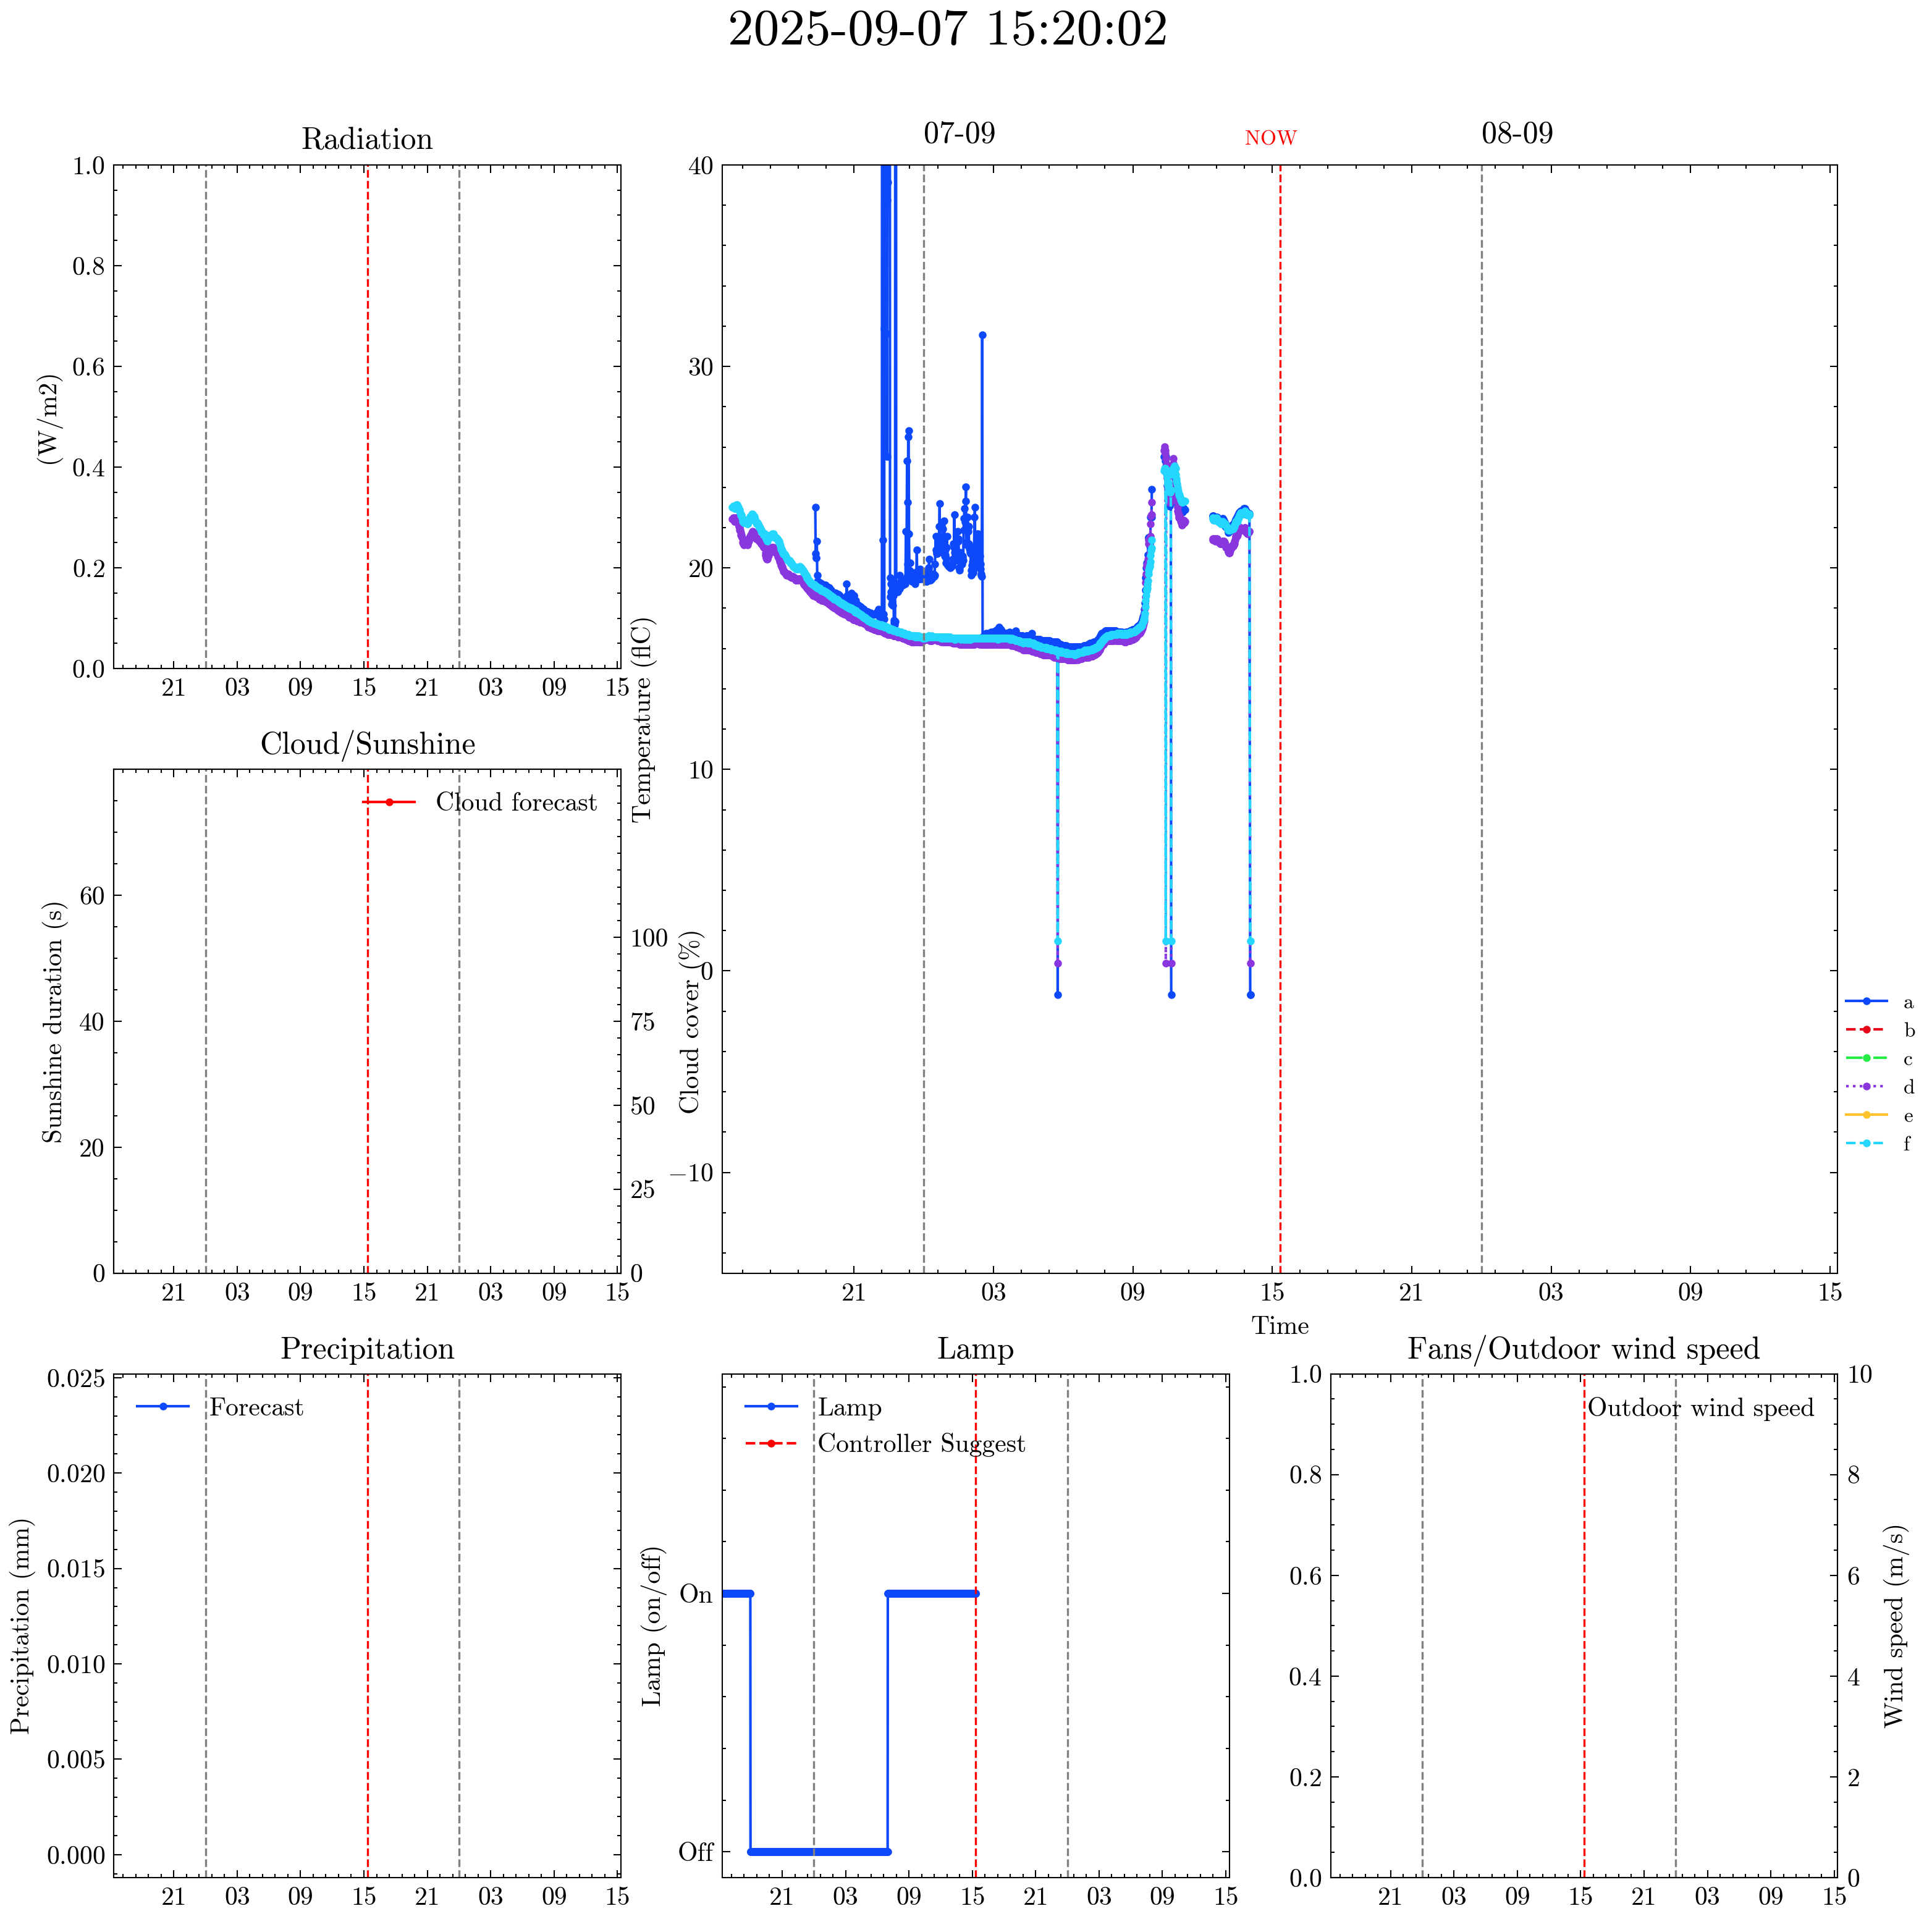 2025-09-07 15:20:02
Radiation
1.0
0.8
0.6
0.4
0.2
0.0
(W/m2)
21 03 09 15 21 03 09 15
07-09
NOW
08-09
40
30
20
10
0
−10
Temperature (flC)
21 03 09 15 21 03 09 15
Time
a
b
c
d
e
f
Cloud/Sunshine
Cloud forecast
60
40
20
0
Sunshine duration (s)
100
75
50
25
0
Cloud cover (%)
21 03 09 15 21 03 09 15
Precipitation
Forecast
0.025
0.020
0.015
0.010
0.005
0.000
Precipitation (mm)
21 03 09 15 21 03 09 15
Lamp
Lamp
Controller Suggest
On
Off
Lamp (on/off)
21 03 09 15 21 03 09 15
Fans/Outdoor wind speed
Outdoor wind speed
1.0
0.8
0.6
0.4
0.2
0.0
10
8
6
4
2
0
Wind speed (m/s)
21 03 09 15 21 03 09 15